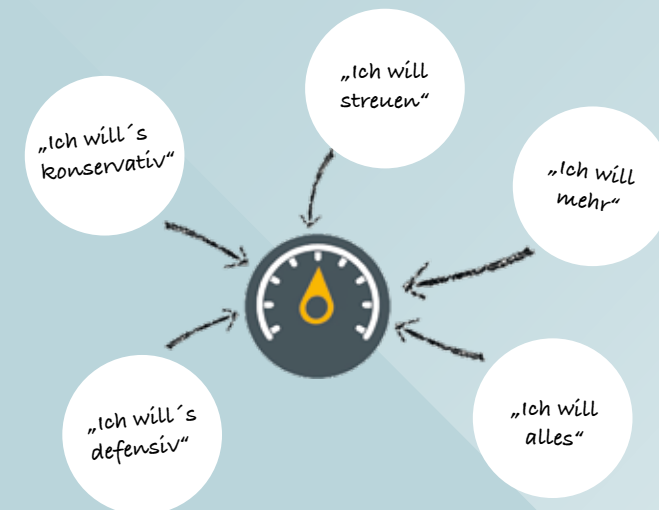 „Ich will
streuen“
„Ich will´s
konservativ“
„Ich will
mehr“
„Ich will´s
defensiv“
„Ich will
alles“